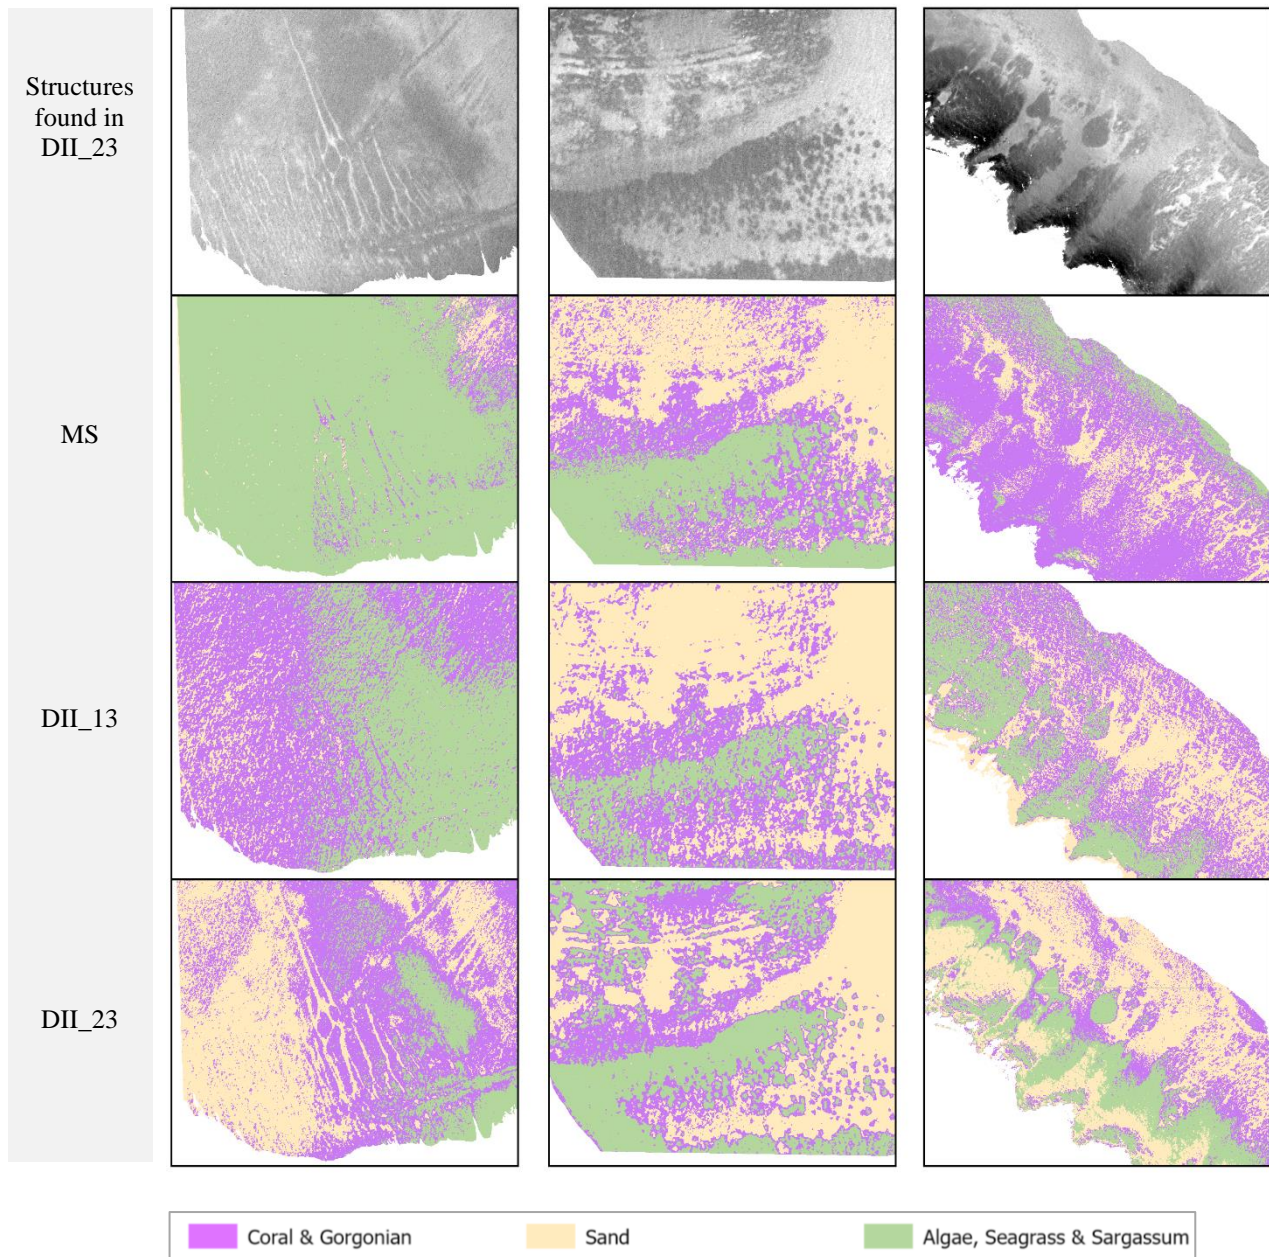 Structures
found in
DII_23
MS
DII_13
DII_23
Coral & Gorgonian
Sand
Algae, Seagrass & Sargassum